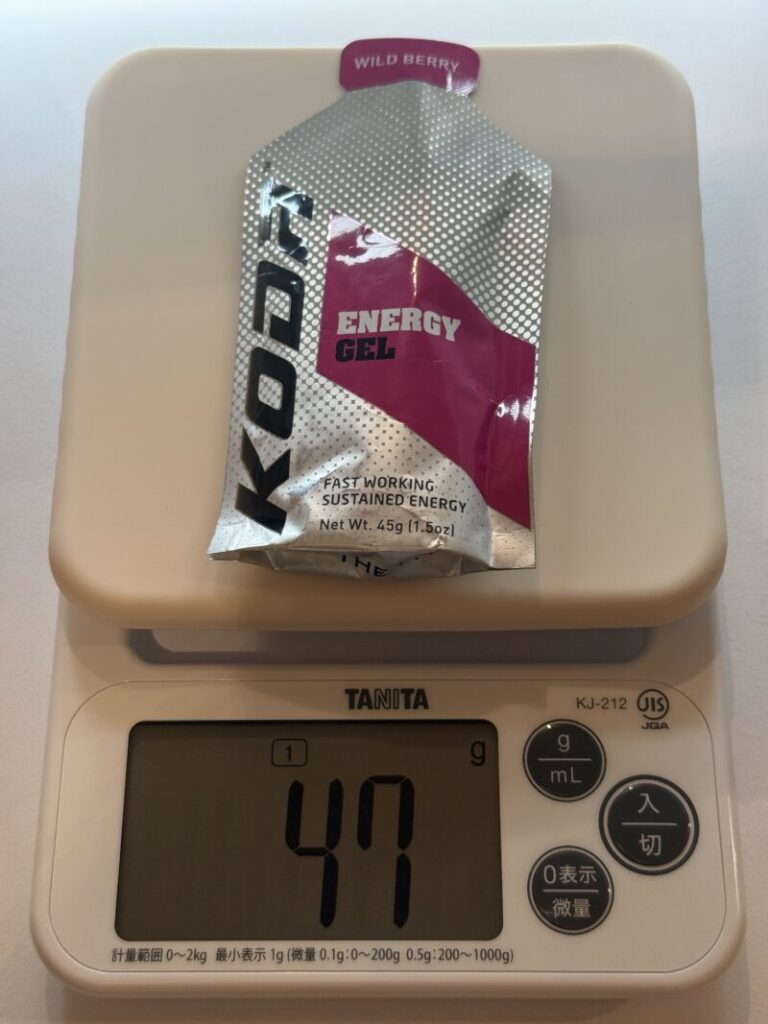 WILD BERRY
KODA™
ENERGY
GEL
FAST WORKING
SUSTAINED ENERGY
Net Wt. 45g (1.5oz)
THE
TANITA
KJ-212
JIS
JQA
1
g
47
g
mL
入
切
0表示
微量
計量範囲 0〜2kg 最小表示 1g (微量 0.1g:0〜200g 0.5g:200〜1000g)